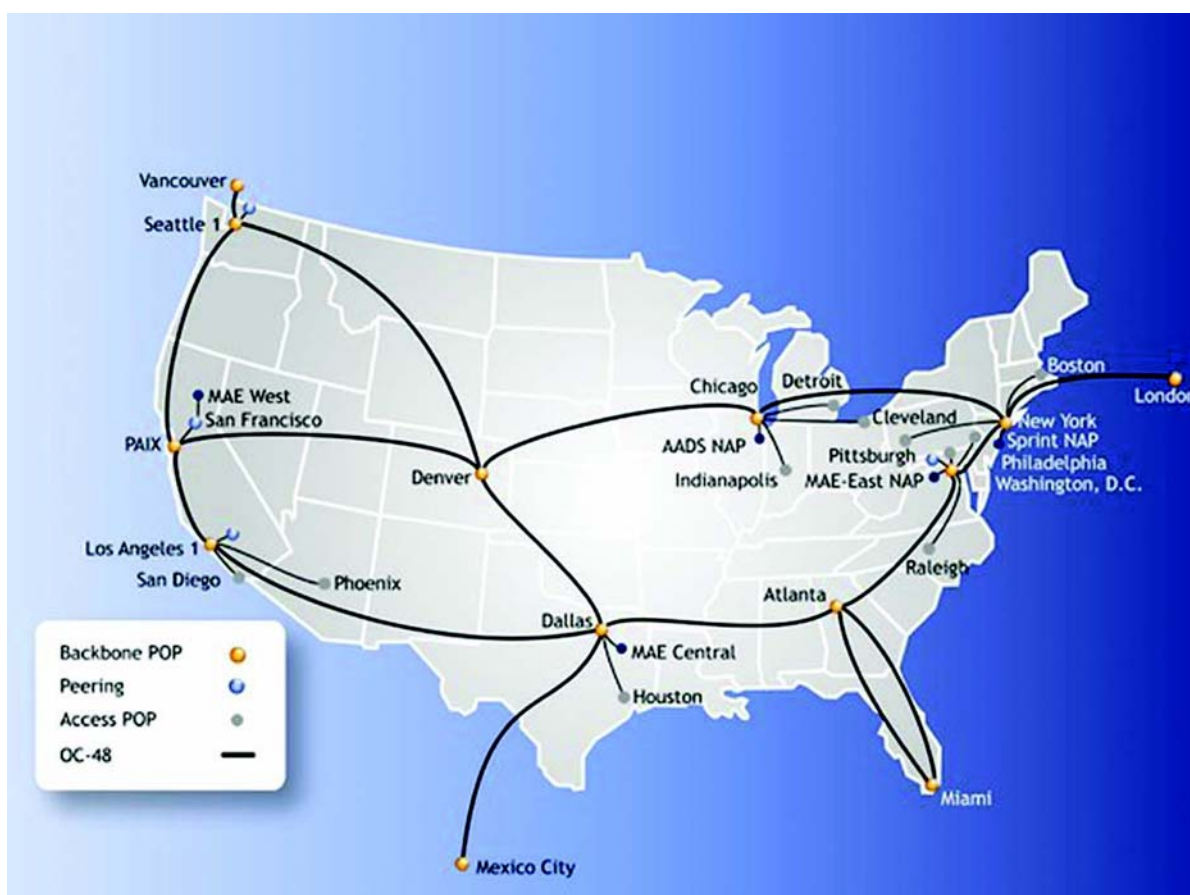 Vancouver
Seattle 1
MAE West
San Francisco
PAIX
Los Angeles 1
San Diego
Phoenix
Denver
Chicago
Detroit
Cleveland
AADS NAP
Indianapolis
Boston
London
New York
Sprint NAP
Pittsburgh
Philadelphia
MAE-East NAP
Washington, D.C.
Raleigh
Atlanta
Dallas
MAE Central
Houston
Miami
Mexico City
Backbone POP
Peering
Access POP
OC-48